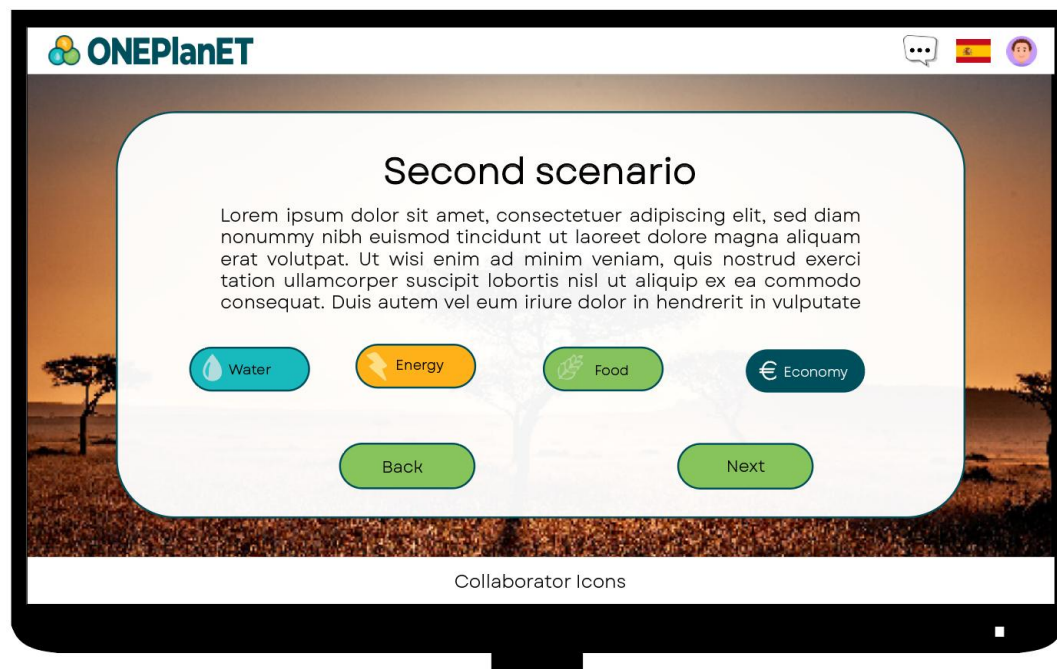 ONEPlanET
Second scenario
Lorem ipsum dolor sit amet, consectetuer adipiscing elit, sed diam
nonummy nibh euismod tincidunt ut laoreet dolore magna aliquam
erat volutpat. Ut wisi enim ad minim veniam, quis nostrud exerci
tation ullamcorper suscipit lobortis nisl ut aliquip ex ea commodo
consequat. Duis autem vel eum iriure dolor in hendrerit in vulputate
Water
Energy
Food
€ Economy
Back
Next
Collaborator Icons